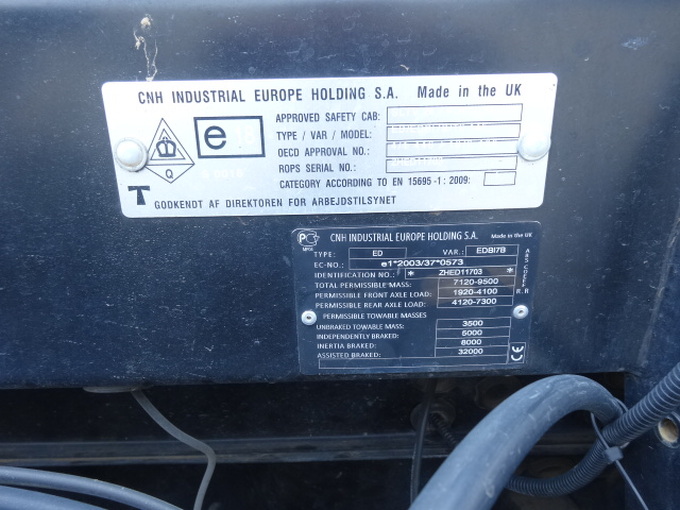 CNH INDUSTRIAL EUROPE HOLDING S.A. Made in the UK
APPROVED SAFETY CAB:
TYPE / VAR / MODEL:
OECD APPROVAL NO.:
ROPS SERIAL NO.:
CATEGORY ACCORDING TO EN 15695-1: 2009:
e
Q
T GODKENDT AF DIREKTOREN FOR ARBEJDSTILSYNET
CNH INDUSTRIAL EUROPE HOLDING S.A. Made in the UK
TYPE: ED VAR.: EDBI7B
EC-NO.: e1*2003/37*0573
IDENTIFICATION NO.: * ZHED11703 *
TOTAL PERMISSIBLE MASS: 7120-9500
PERMISSIBLE FRONT AXLE LOAD: 1920-4100
PERMISSIBLE REAR AXLE LOAD: 4120-7300
PERMISSIBLE TOWABLE MASSES
UNBRAKED TOWABLE MASS: 3500
INDEPENDENTLY BRAKED: 6000
INERTIA BRAKED: 8000
ASSISTED BRAKED: 32000
CE